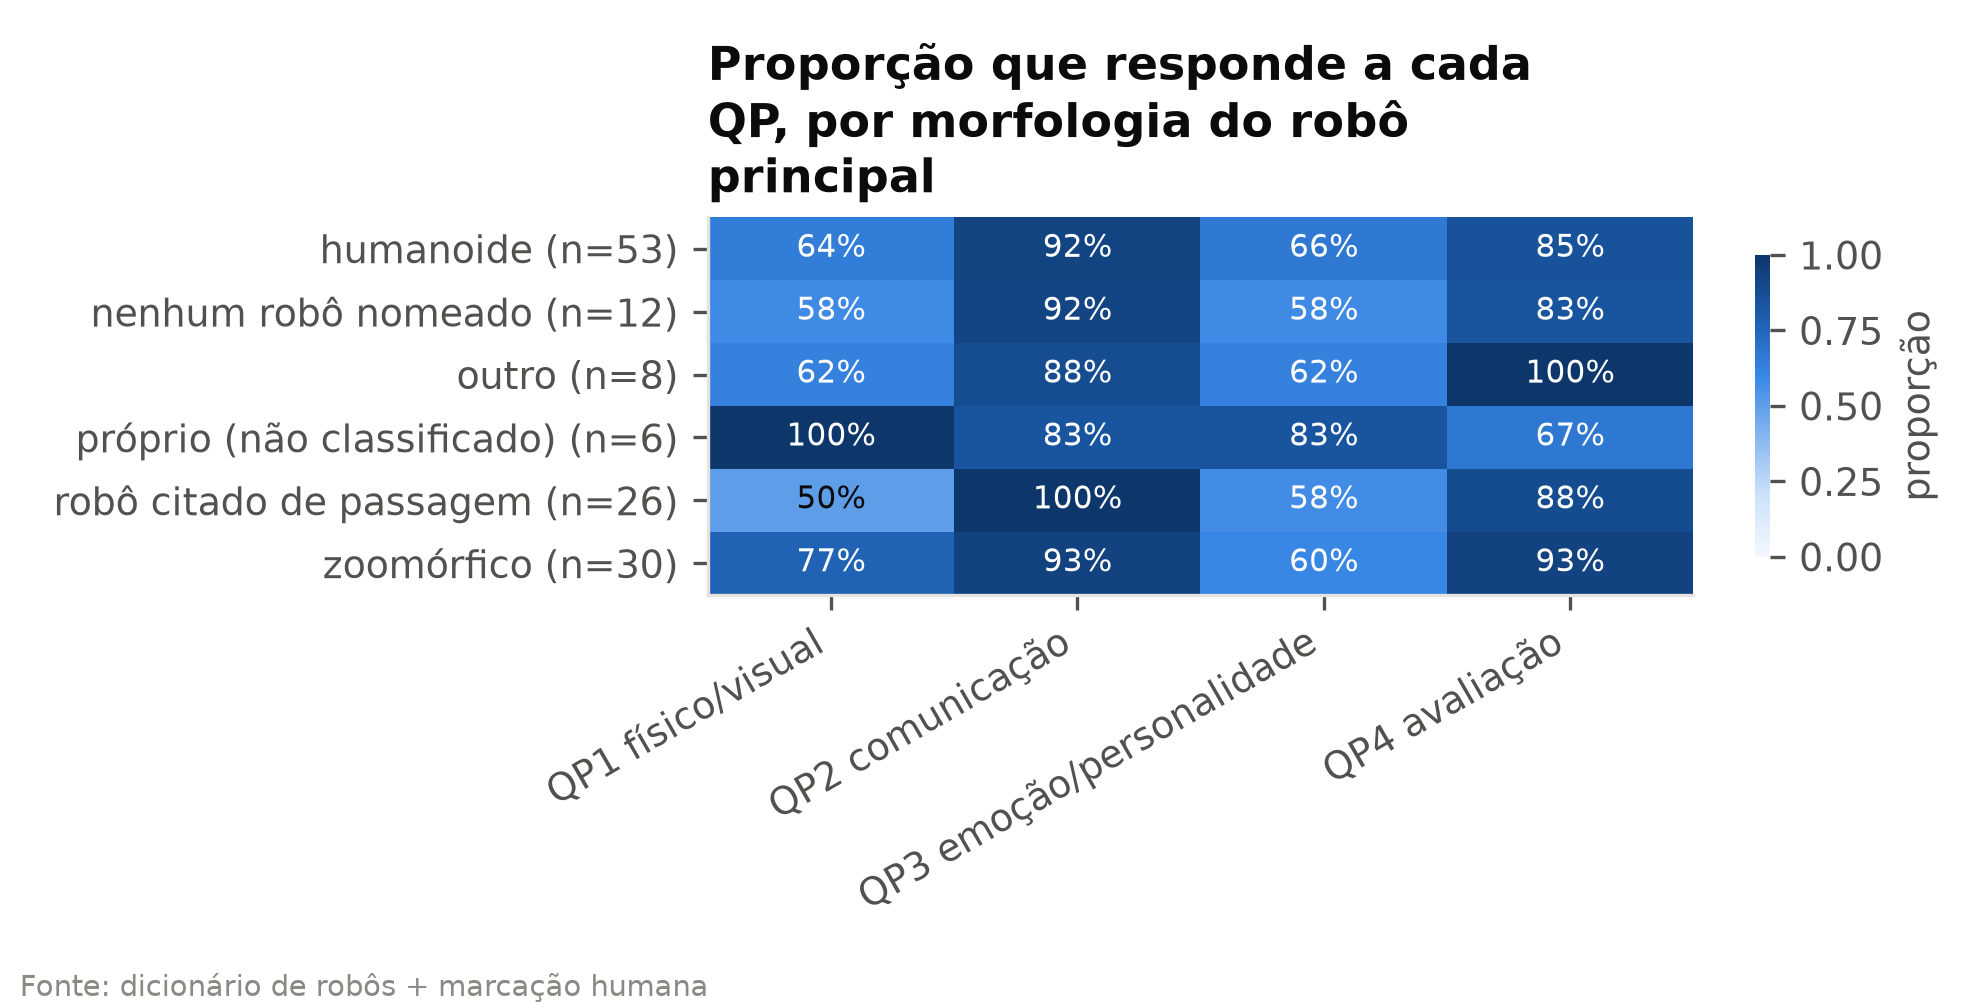 Proporção que responde a cada
QP, por morfologia do robô
principal
humanoide (n=53)
64%
92%
66%
85%
nenhum robô nomeado (n=12)
58%
92%
58%
83%
outro (n=8)
62%
88%
62%
100%
próprio (não classificado) (n=6)
100%
83%
83%
67%
robô citado de passagem (n=26)
50%
100%
58%
88%
zoomórfico (n=30)
77%
93%
60%
93%
QP1 físico/visual
QP2 comunicação
QP3 emoção/personalidade
QP4 avaliação
1.00
0.75
0.50
0.25
0.00
proporção
Fonte: dicionário de robôs + marcação humana